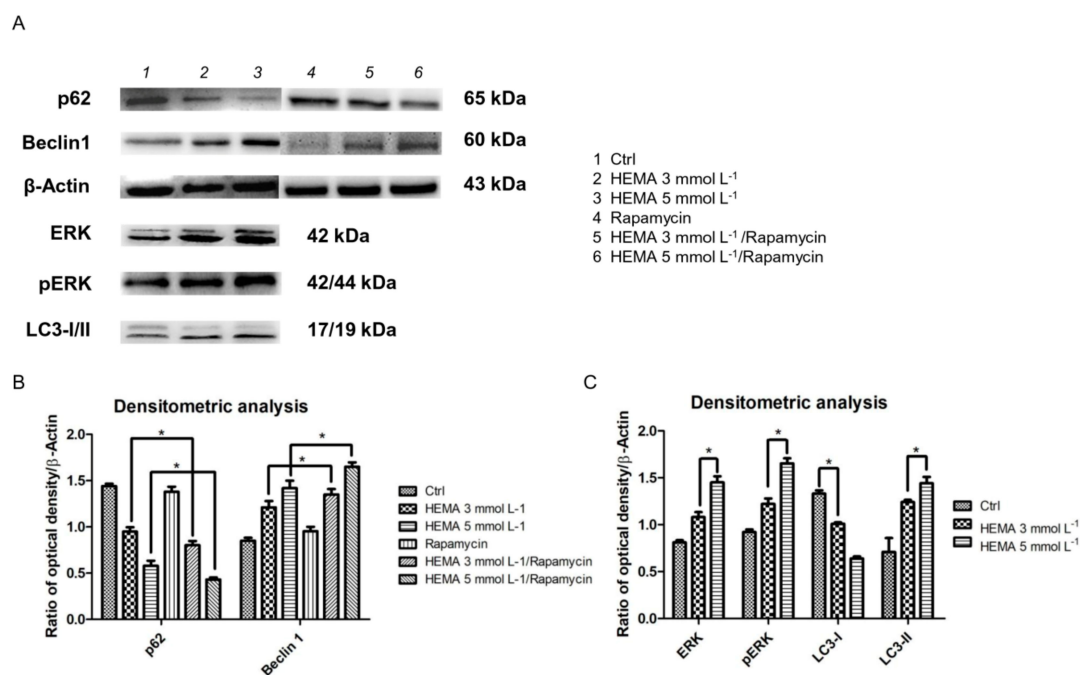 A
1 2 3 4 5 6
p62 65 kDa
Beclin1 60 kDa
β-Actin 43 kDa
ERK 42 kDa
pERK 42/44 kDa
LC3-I/II 17/19 kDa
1 Ctrl
2 HEMA 3 mmol L⁻¹
3 HEMA 5 mmol L⁻¹
4 Rapamycin
5 HEMA 3 mmol L⁻¹/Rapamycin
6 HEMA 5 mmol L⁻¹/Rapamycin
B
Densitometric analysis
Ratio of optical density/β-Actin
2.0
1.5
1.0
0.5
0.0
* * * *
p62 Beclin 1
Ctrl
HEMA 3 mmol L-1
HEMA 5 mmol L-1
Rapamycin
HEMA 3 mmol L-1/Rapamycin
HEMA 5 mmol L-1/Rapamycin
C
Densitometric analysis
Ratio of optical density/β-Actin
2.0
1.5
1.0
0.5
0.0
* * * *
ERK pERK LC3-I LC3-II
Ctrl
HEMA 3 mmol L⁻¹
HEMA 5 mmol L⁻¹